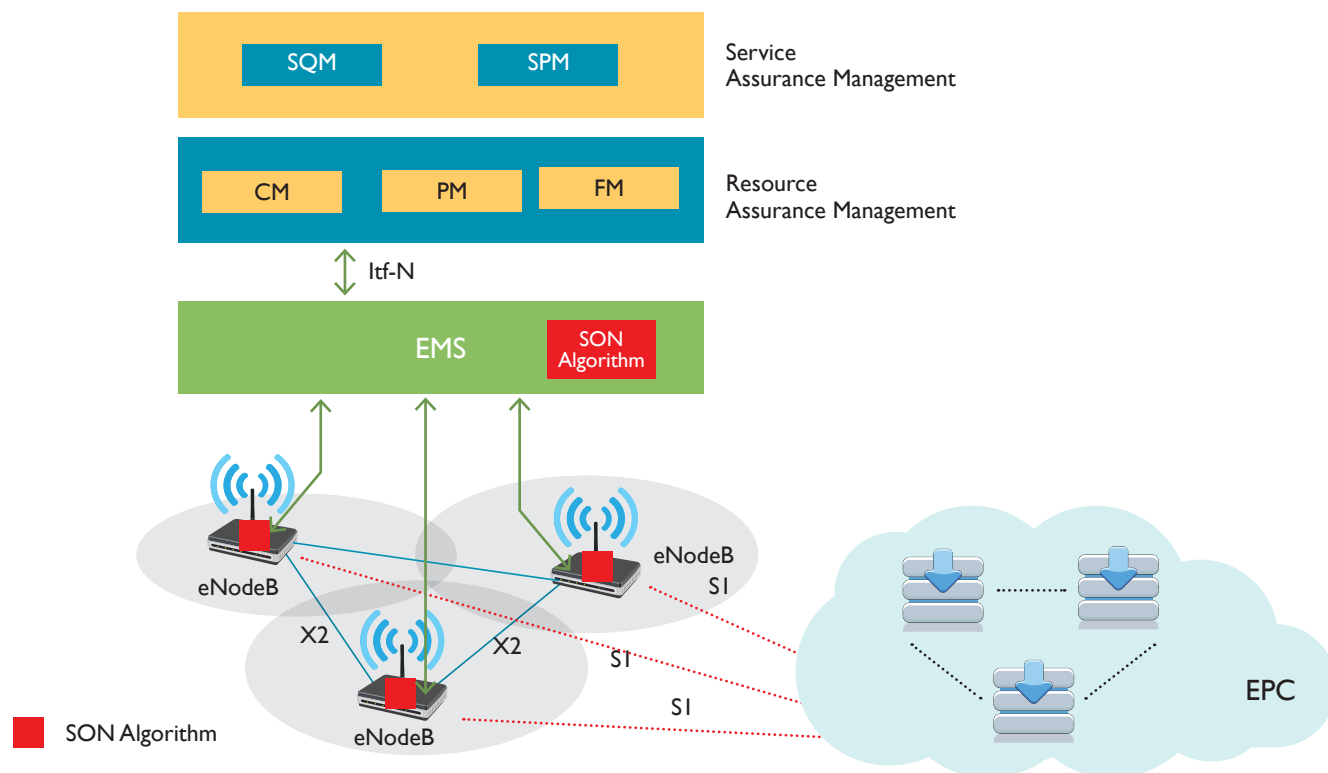 SQM
SPM
Service
Assurance Management
CM
PM
FM
Resource
Assurance Management
Itf-N
EMS
SON
Algorithm
eNodeB
eNodeB
S1
X2
X2
S1
S1
EPC
eNodeB
SON Algorithm